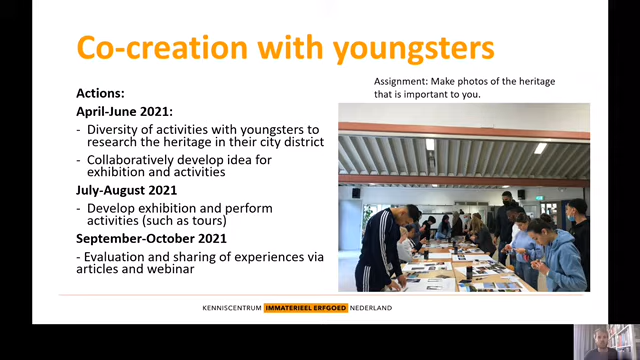 Co-creation with youngsters
Actions:
April-June 2021:
- Diversity of activities with youngsters to
research the heritage in their city district
- Collaboratively develop idea for
exhibition and activities
July-August 2021
- Develop exhibition and perform
activities (such as tours)
September-October 2021
- Evaluation and sharing of experiences via
articles and webinar
Assignment: Make photos of the heritage
that is important to you.
KENNISCENTRUM IMMATERIEEL ERFGOED NEDERLAND